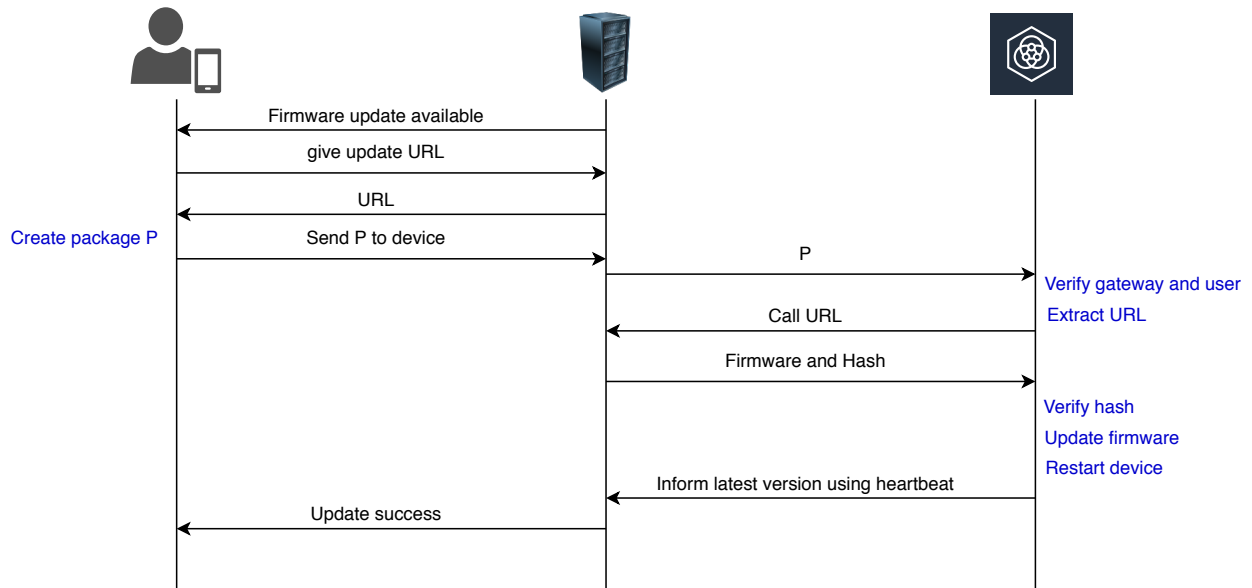 Firmware update available
give update URL
URL
Create package P
Send P to device
P
Verify gateway and user
Call URL
Extract URL
Firmware and Hash
Verify hash
Update firmware
Restart device
Inform latest version using heartbeat
Update success